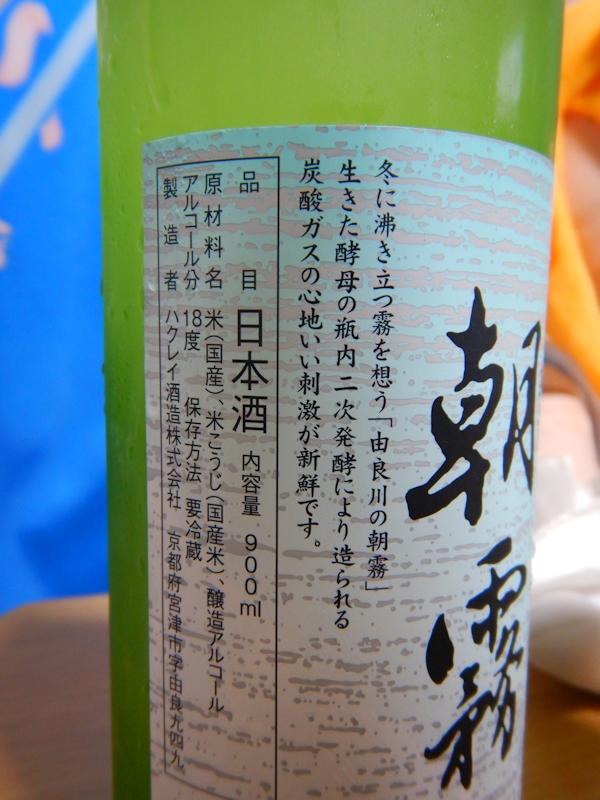 朝霧
冬に沸き立つ霧を想う「由良川の朝霧」
生きた酵母の瓶内二次発酵により造られる
炭酸ガスの心地いい刺激が新鮮です。
品目 日本酒 内容量 900ml
原材料名 米(国産)、米こうじ(国産米)、醸造アルコール
アルコール分 18度 保存方法 要冷蔵
製造者 ハクレイ酒造株式会社 京都府宮津市字由良九四九